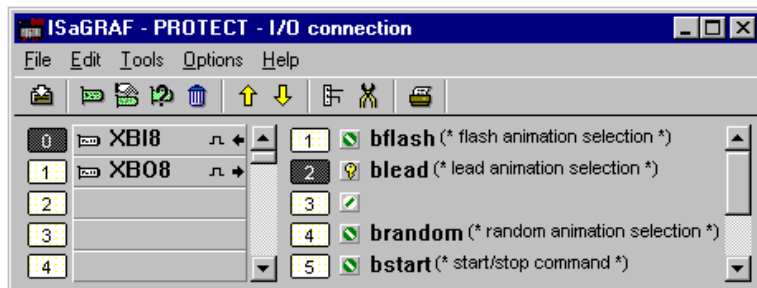 ISaGRAF - PROTECT - I/O connection
File Edit Tools Options Help
0 XBI8 1 bflash (* flash animation selection *)
1 XBO8 2 blead (* lead animation selection *)
2 3
3 4 brandom (* random animation selection *)
4 5 bstart (* start/stop command *)